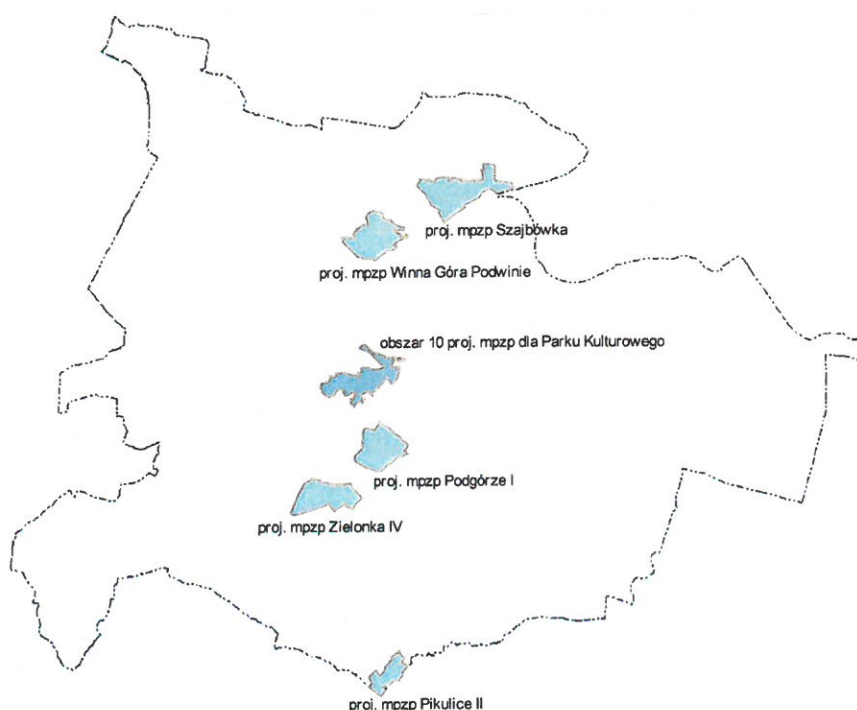 proj. mpzp Szajbówka
proj. mpzp Winna Góra Podwinie
obszar 10 proj. mpzp dla Parku Kulturowego
proj. mpzp Podgórze I
proj. mpzp Zielonka IV
proj. mpzp Pikulice II